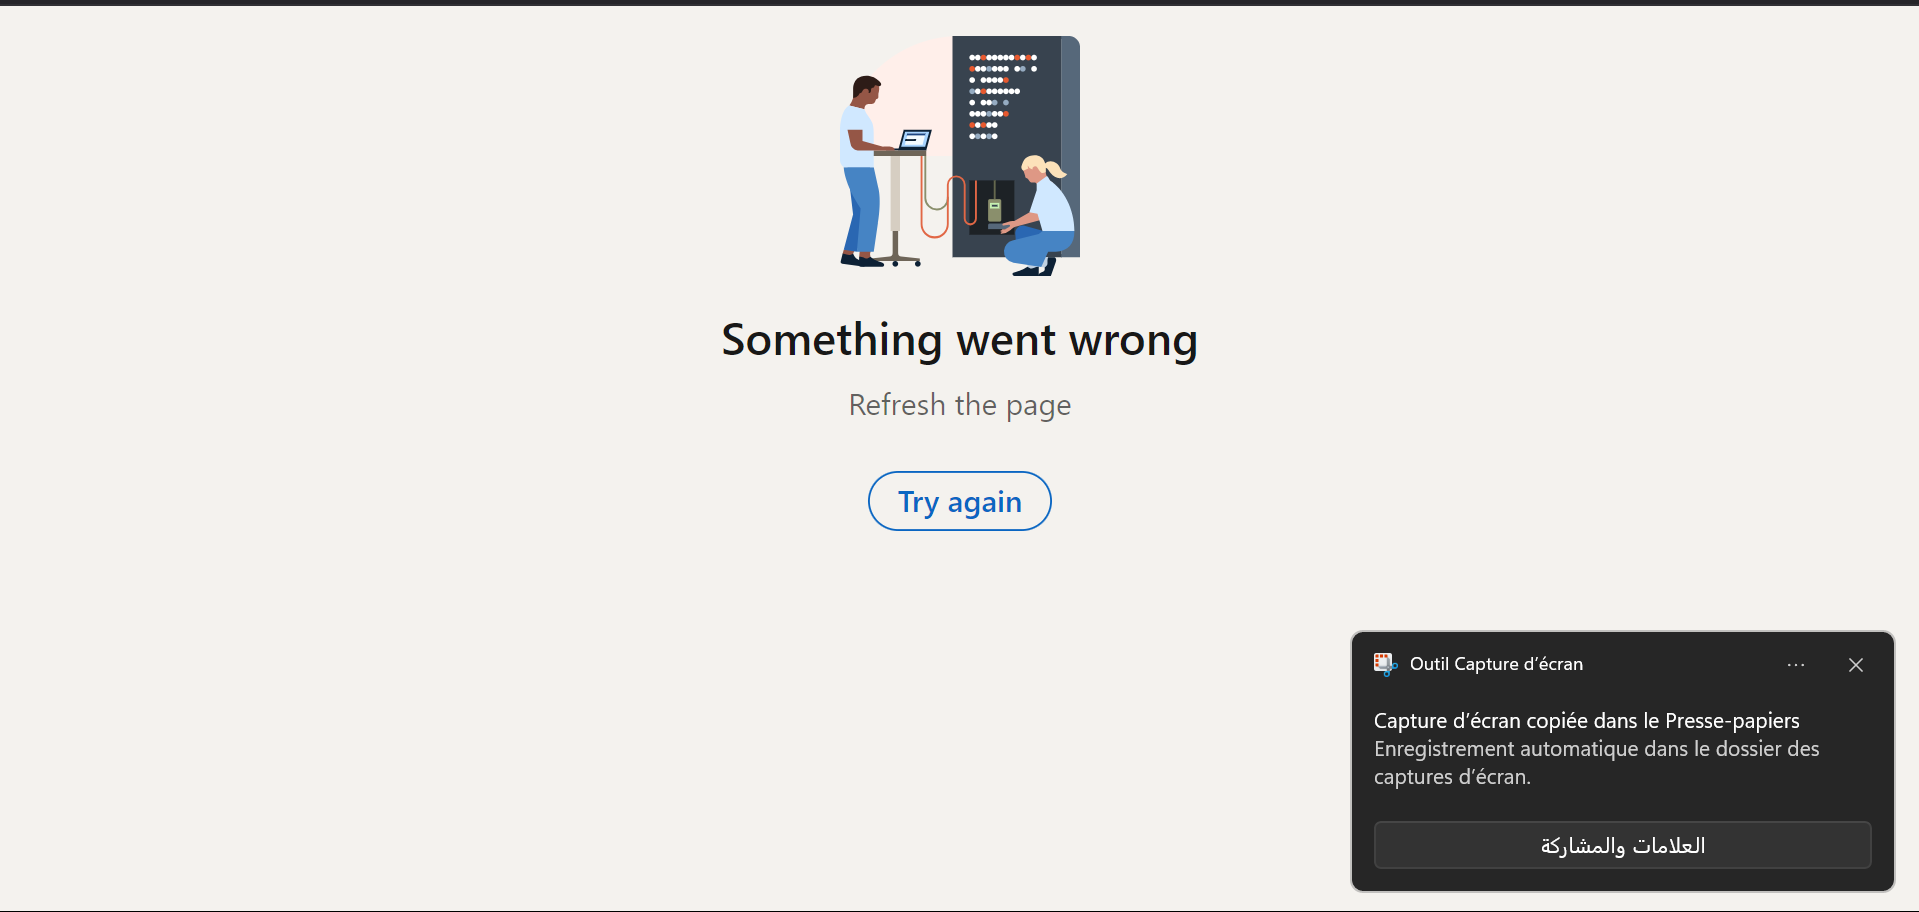 Something went wrong
Refresh the page
Try again
Outil Capture d’écran
Capture d’écran copiée dans le Presse-papiers
Enregistrement automatique dans le dossier des
captures d’écran.
العلامات والمشاركة